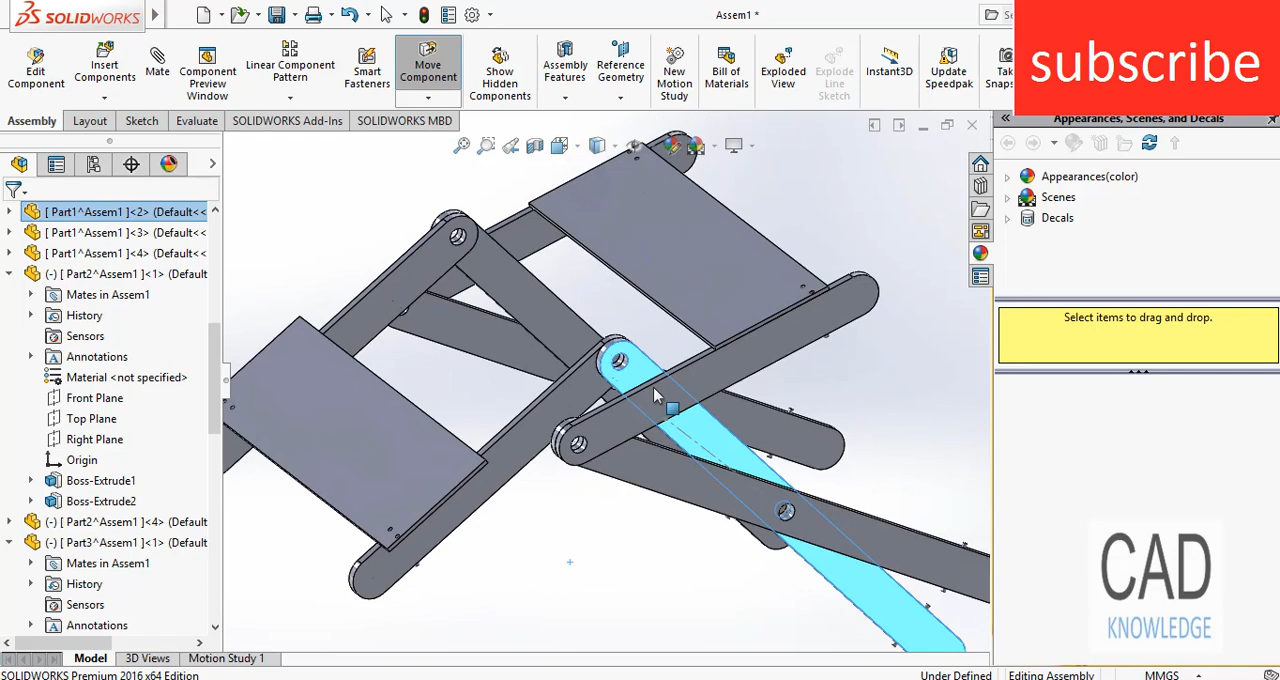 SOLIDWORKS
Assem1 *
subscribe
Edit
Component
Insert
Components
Mate
Component
Preview
Window
Linear Component
Pattern
Smart
Fasteners
Move
Component
Show
Hidden
Components
Assembly
Features
Reference
Geometry
New
Motion
Study
Bill of
Materials
Exploded
View
Explode
Line
Sketch
Instant3D
Update
Speedpak
Assembly
Layout
Sketch
Evaluate
SOLIDWORKS Add-Ins
SOLIDWORKS MBD
Appearances, Scenes, and Decals
[ Part1^Assem1 ]<2> (Default<<
[ Part1^Assem1 ]<3> (Default<<
[ Part1^Assem1 ]<4> (Default<<
(-) [ Part2^Assem1 ]<1> (Default
Mates in Assem1
History
Sensors
Annotations
Material <not specified>
Front Plane
Top Plane
Right Plane
Origin
Boss-Extrude1
Boss-Extrude2
(-) [ Part2^Assem1 ]<4> (Default
(-) [ Part3^Assem1 ]<1> (Default
Mates in Assem1
History
Sensors
Annotations
Appearances(color)
Scenes
Decals
Select items to drag and drop.
CAD
KNOWLEDGE
Model
3D Views
Motion Study 1
SOLIDWORKS Premium 2016 x64 Edition
Under Defined
Editing Assembly
MMGS